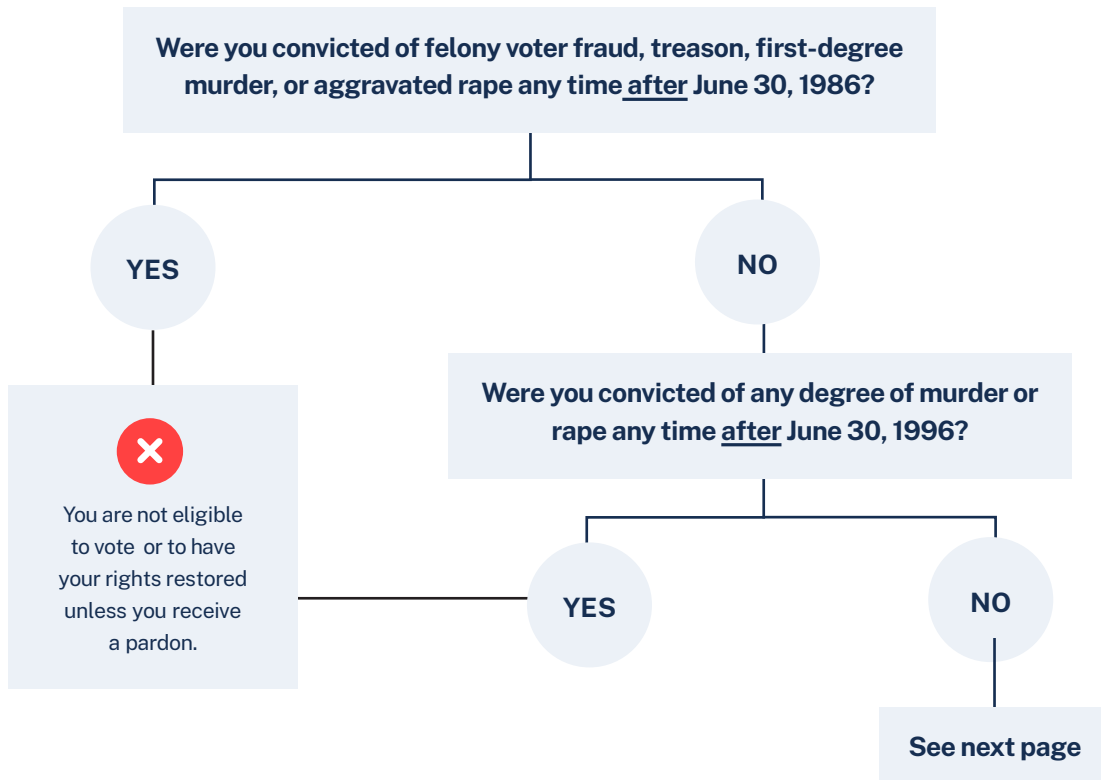 Were you convicted of felony voter fraud, treason, first-degree
murder, or aggravated rape any time after June 30, 1986?
YES
NO
Were you convicted of any degree of murder or
rape any time after June 30, 1996?
You are not eligible
to vote or to have
your rights restored
unless you receive
a pardon.
YES
NO
See next page